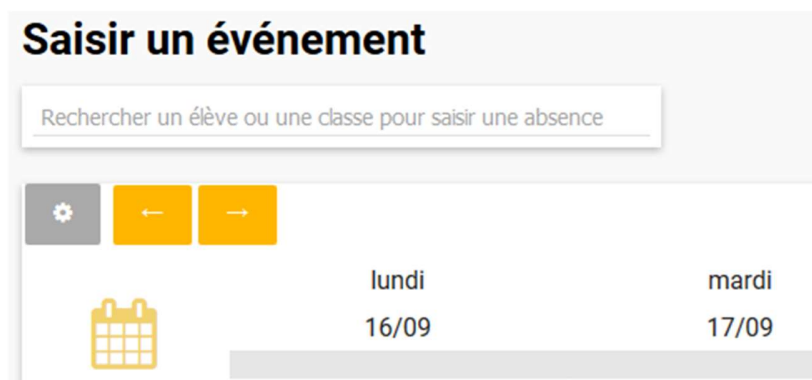 Saisir un événement
Rechercher un élève ou une classe pour saisir une absence
← →
lundi mardi
16/09 17/09